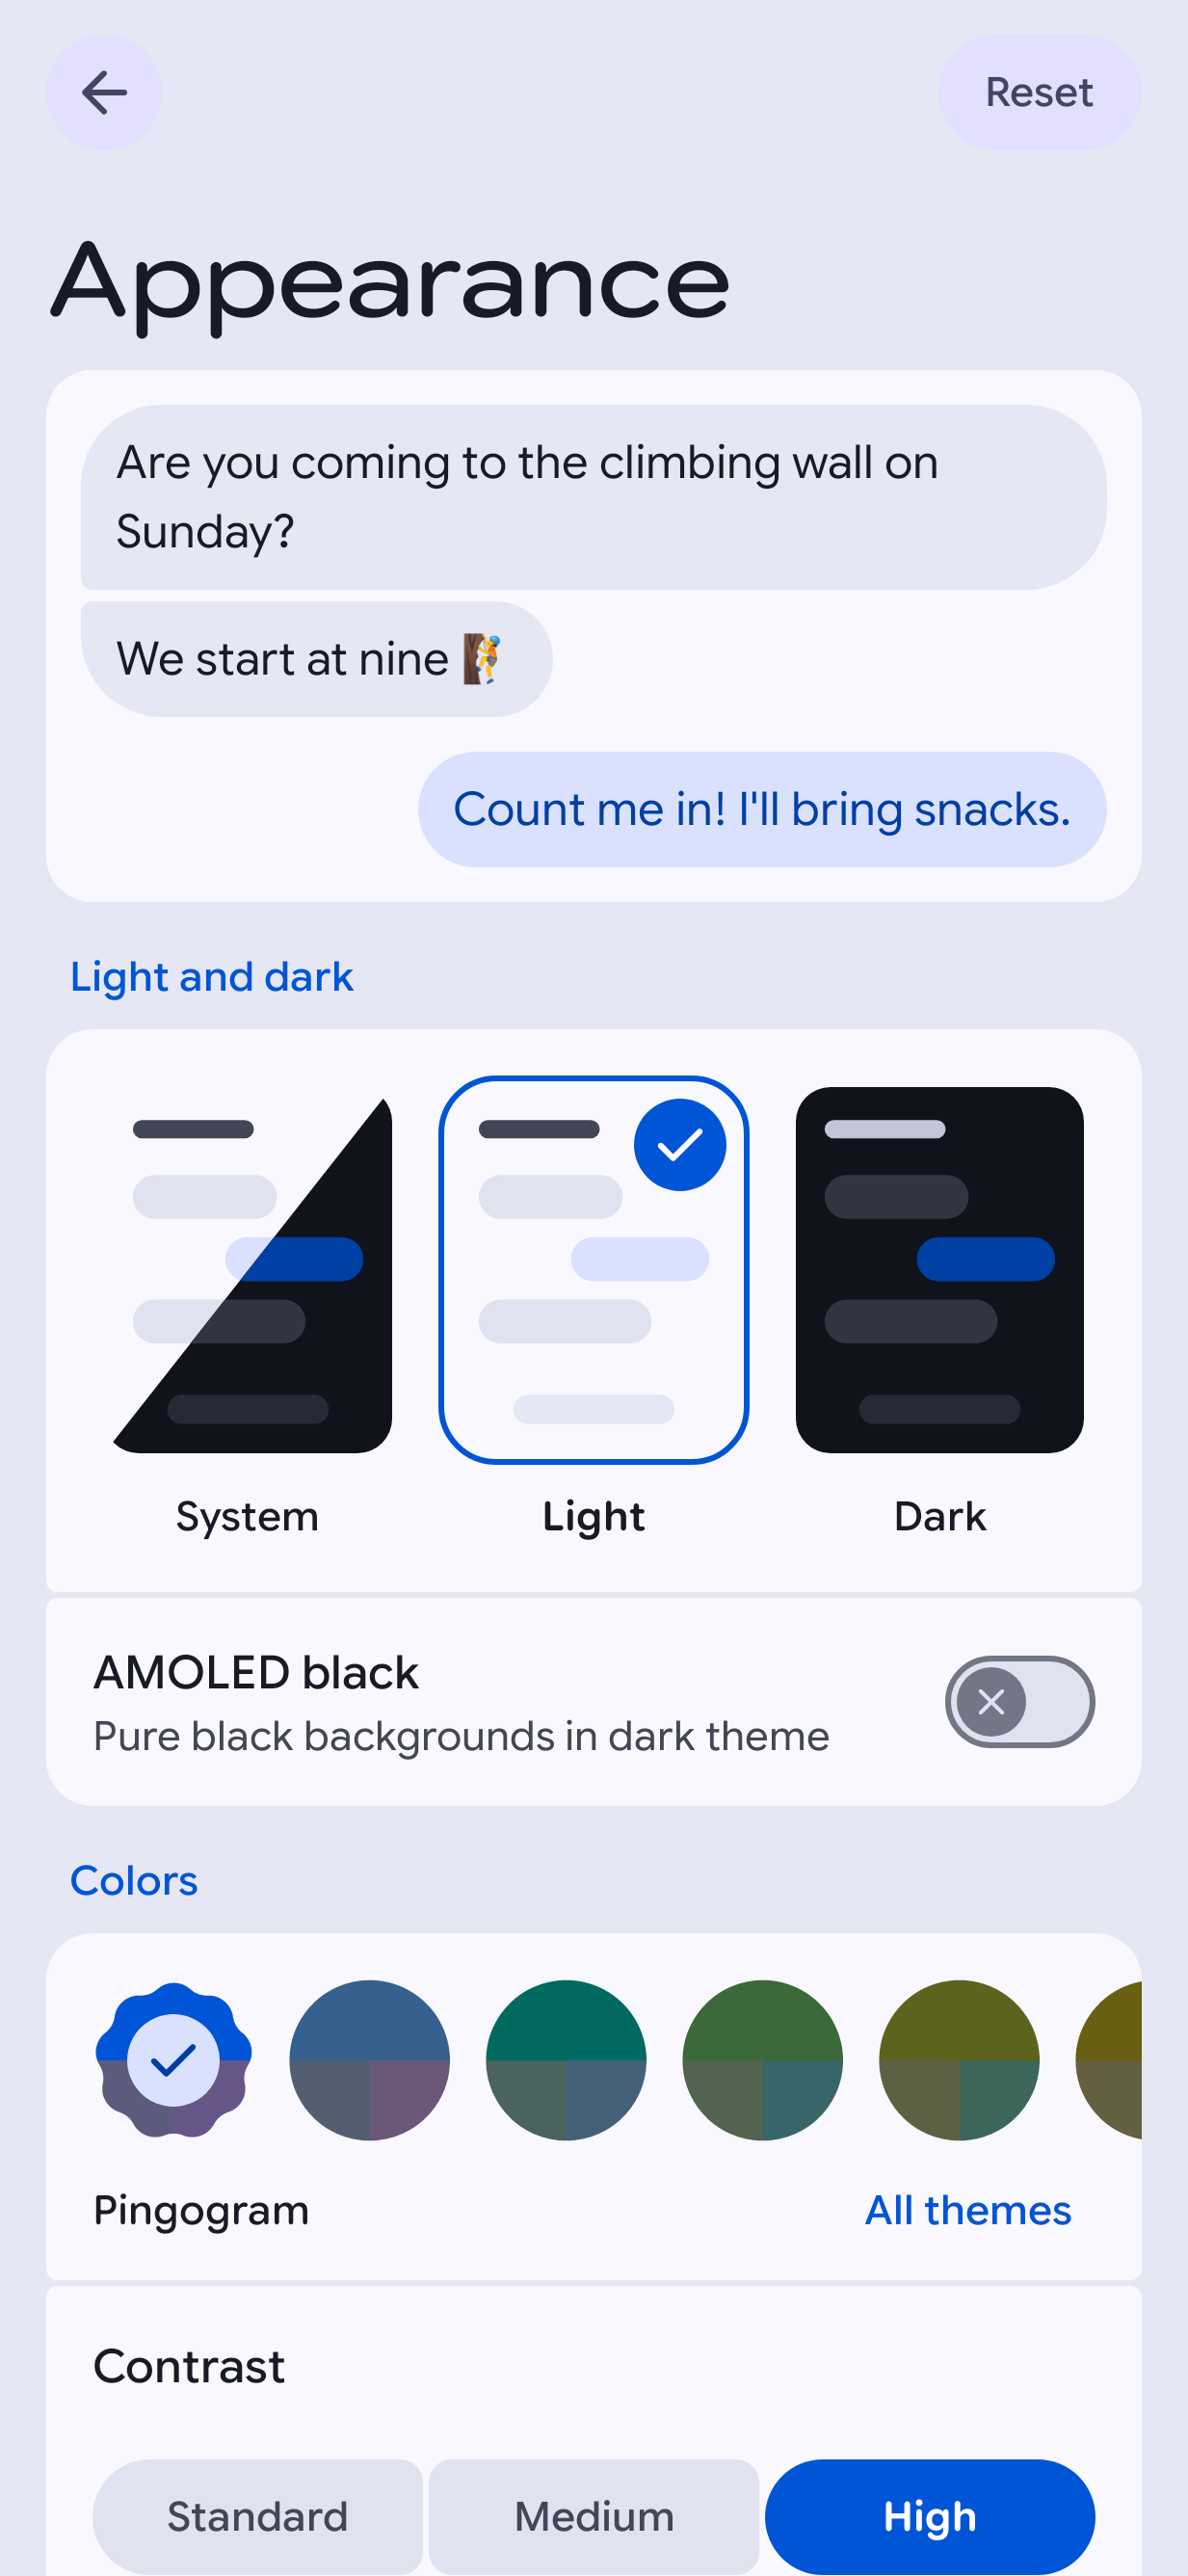 Reset
Appearance
Are you coming to the climbing wall on
Sunday?
We start at nine 🧗
Count me in! I'll bring snacks.
Light and dark
System
Light
Dark
AMOLED black
Pure black backgrounds in dark theme
Colors
Pingogram
All themes
Contrast
Standard
Medium
High